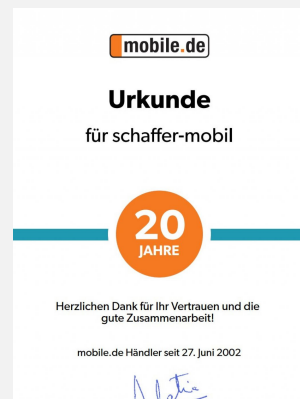 mobile.de
Urkunde
für schaffer-mobil
20
JAHRE
Herzlichen Dank für Ihr Vertrauen und die
gute Zusammenarbeit!
mobile.de Händler seit 27. Juni 2002